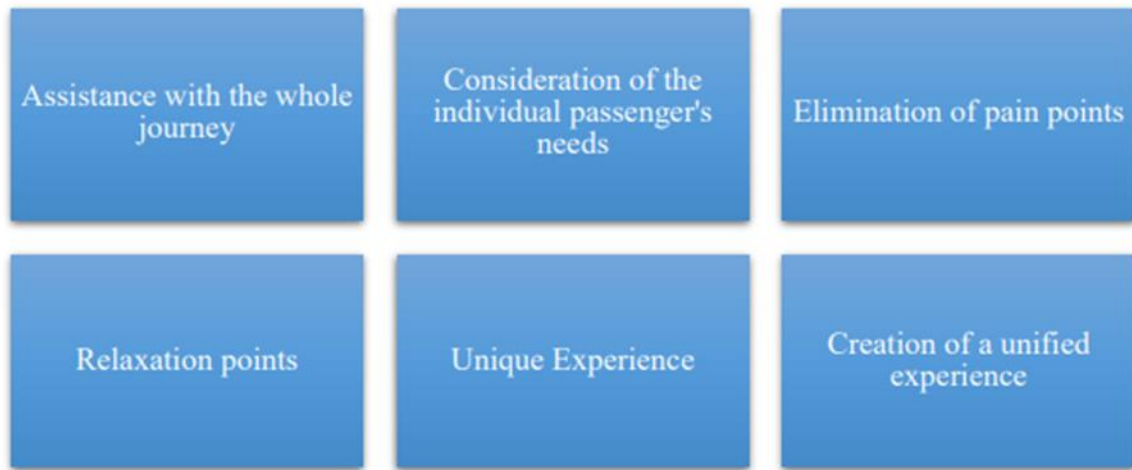 Assistance with the whole
journey
Consideration of the
individual passenger's
needs
Elimination of pain points
Relaxation points
Unique Experience
Creation of a unified
experience